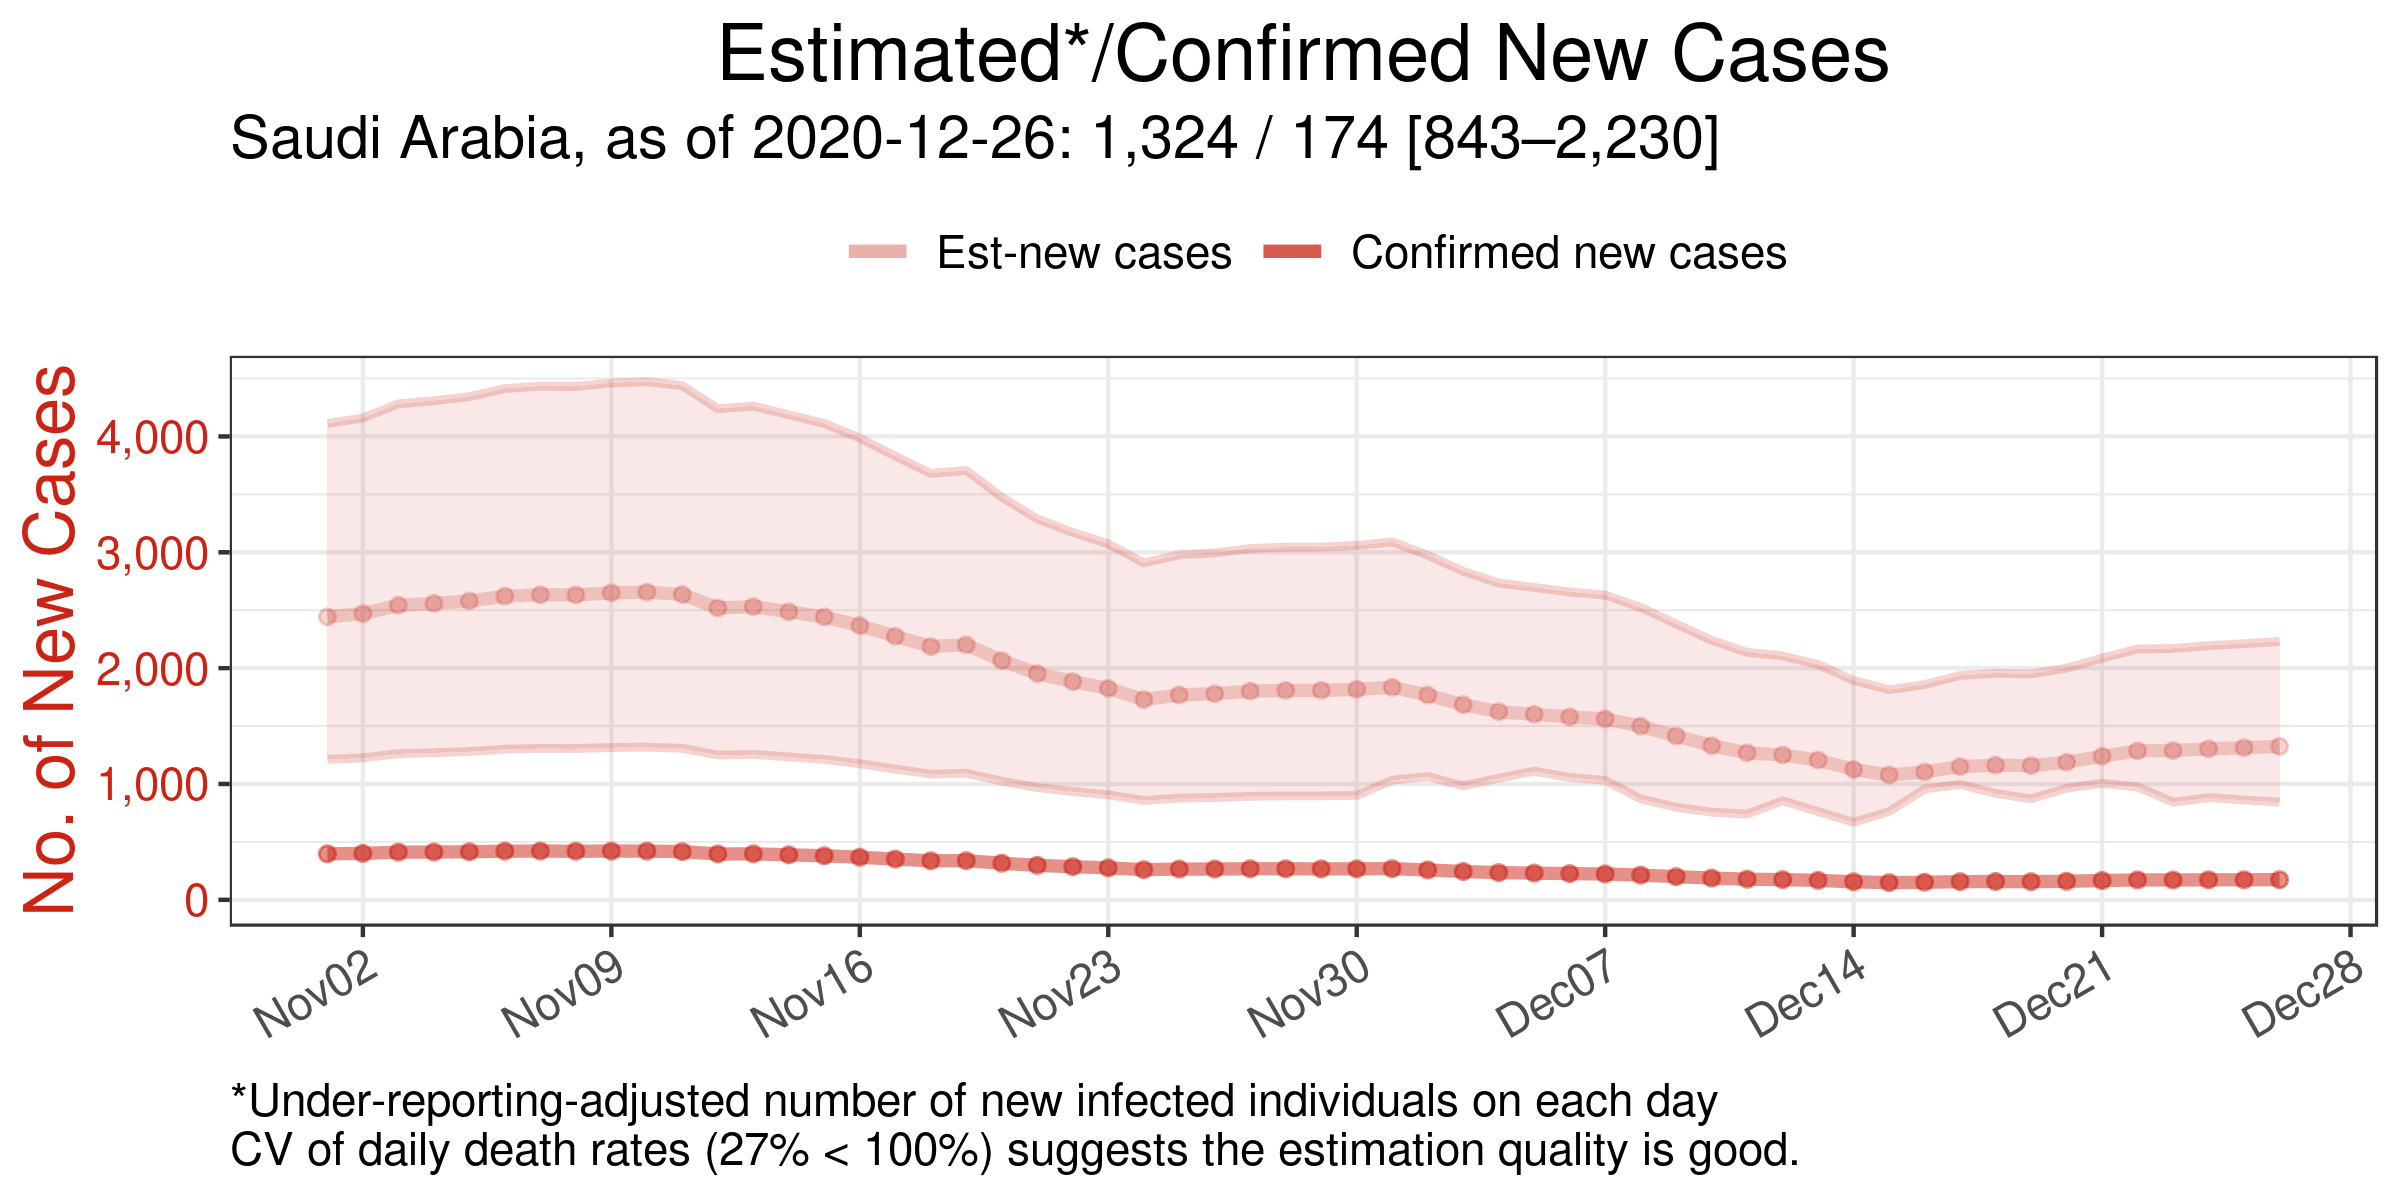 Estimated*/Confirmed New Cases
Saudi Arabia, as of 2020-12-26: 1,324 / 174 [843–2,230]
Est-new cases
Confirmed new cases
No. of New Cases
4,000
3,000
2,000
1,000
0
Nov02
Nov09
Nov16
Nov23
Nov30
Dec07
Dec14
Dec21
Dec28
*Under-reporting-adjusted number of new infected individuals on each day
CV of daily death rates (27% < 100%) suggests the estimation quality is good.